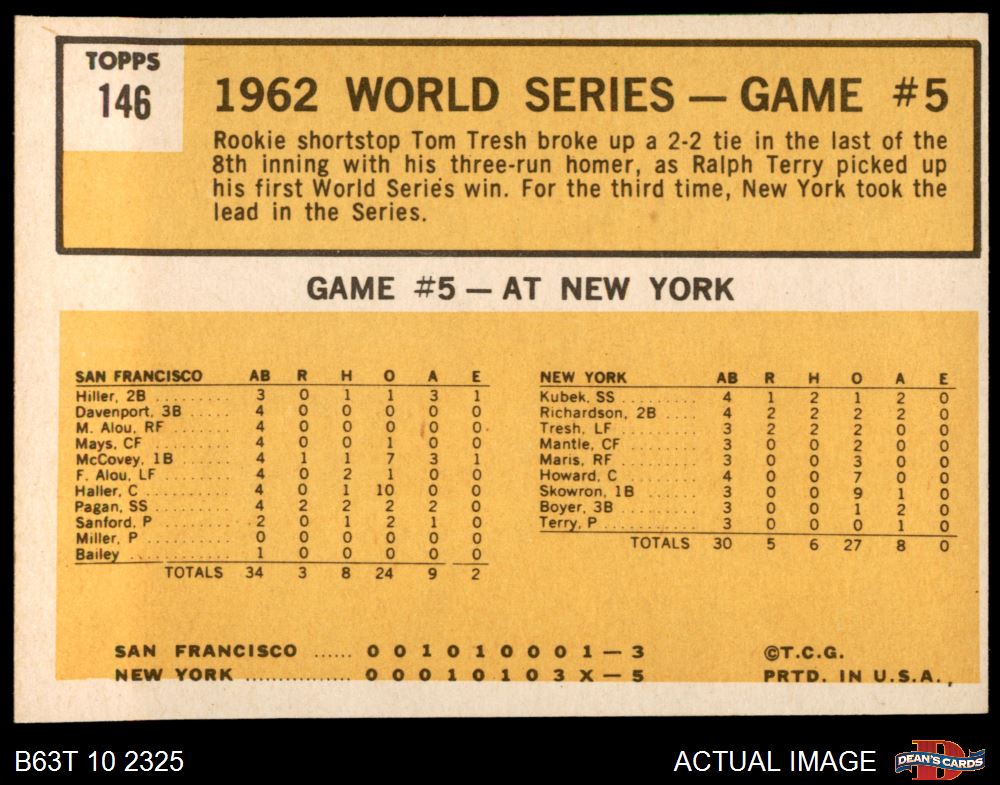 TOPPS
146
1962 WORLD SERIES — GAME #5
Rookie shortstop Tom Tresh broke up a 2-2 tie in the last of the
8th inning with his three-run homer, as Ralph Terry picked up
his first World Series win. For the third time, New York took the
lead in the Series.
GAME #5 — AT NEW YORK
SAN FRANCISCO AB R H O A E
Hiller, 2B ........ 3 0 1 1 3 1
Davenport, 3B ...... 4 0 0 0 0 0
M. Alou, RF ....... 4 0 0 0 0 0
Mays, CF ......... 4 0 0 1 0 0
McCovey, 1B ....... 4 1 1 7 3 1
F. Alou, LF ........ 4 0 2 1 0 0
Haller, C ......... 4 0 1 10 0 0
Pagan, SS ........ 4 2 2 2 2 0
Sanford, P ........ 2 0 1 2 1 0
Miller, P ......... 0 0 0 0 0 0
Bailey ........... 1 0 0 0 0 0
TOTALS 34 3 8 24 9 2
NEW YORK AB R H O A E
Kubek, SS ......... 4 1 2 1 2 0
Richardson, 2B ..... 4 2 2 2 2 0
Tresh, LF ......... 3 2 2 2 0 0
Mantle, CF ........ 3 0 0 2 0 0
Maris, RF ......... 3 0 0 3 0 0
Howard, C ........ 4 0 0 7 0 0
Skowron, 1B ....... 3 0 0 9 1 0
Boyer, 3B ......... 3 0 0 1 2 0
Terry, P .......... 3 0 0 0 1 0
TOTALS 30 5 6 27 8 0
SAN FRANCISCO ...... 0 0 1 0 1 0 0 0 1 — 3
NEW YORK ............... 0 0 0 1 0 1 0 3 X — 5
©T.C.G.
PRTD. IN U.S.A.
B63T 10 2325
ACTUAL IMAGE
DEAN'S CARDS